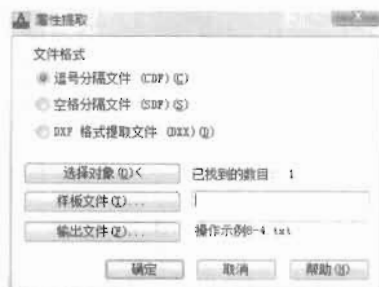 属性提取
文件格式
逗号分隔文件 (CDF)(C)
空格分隔文件 (SDF)(S)
DXF 格式提取文件 (DXX)(D)
选择对象(O)< 已找到的数目 1
样板文件(T)...
输出文件(F)... 操作示例8-4.txt
确定 取消 帮助(H)